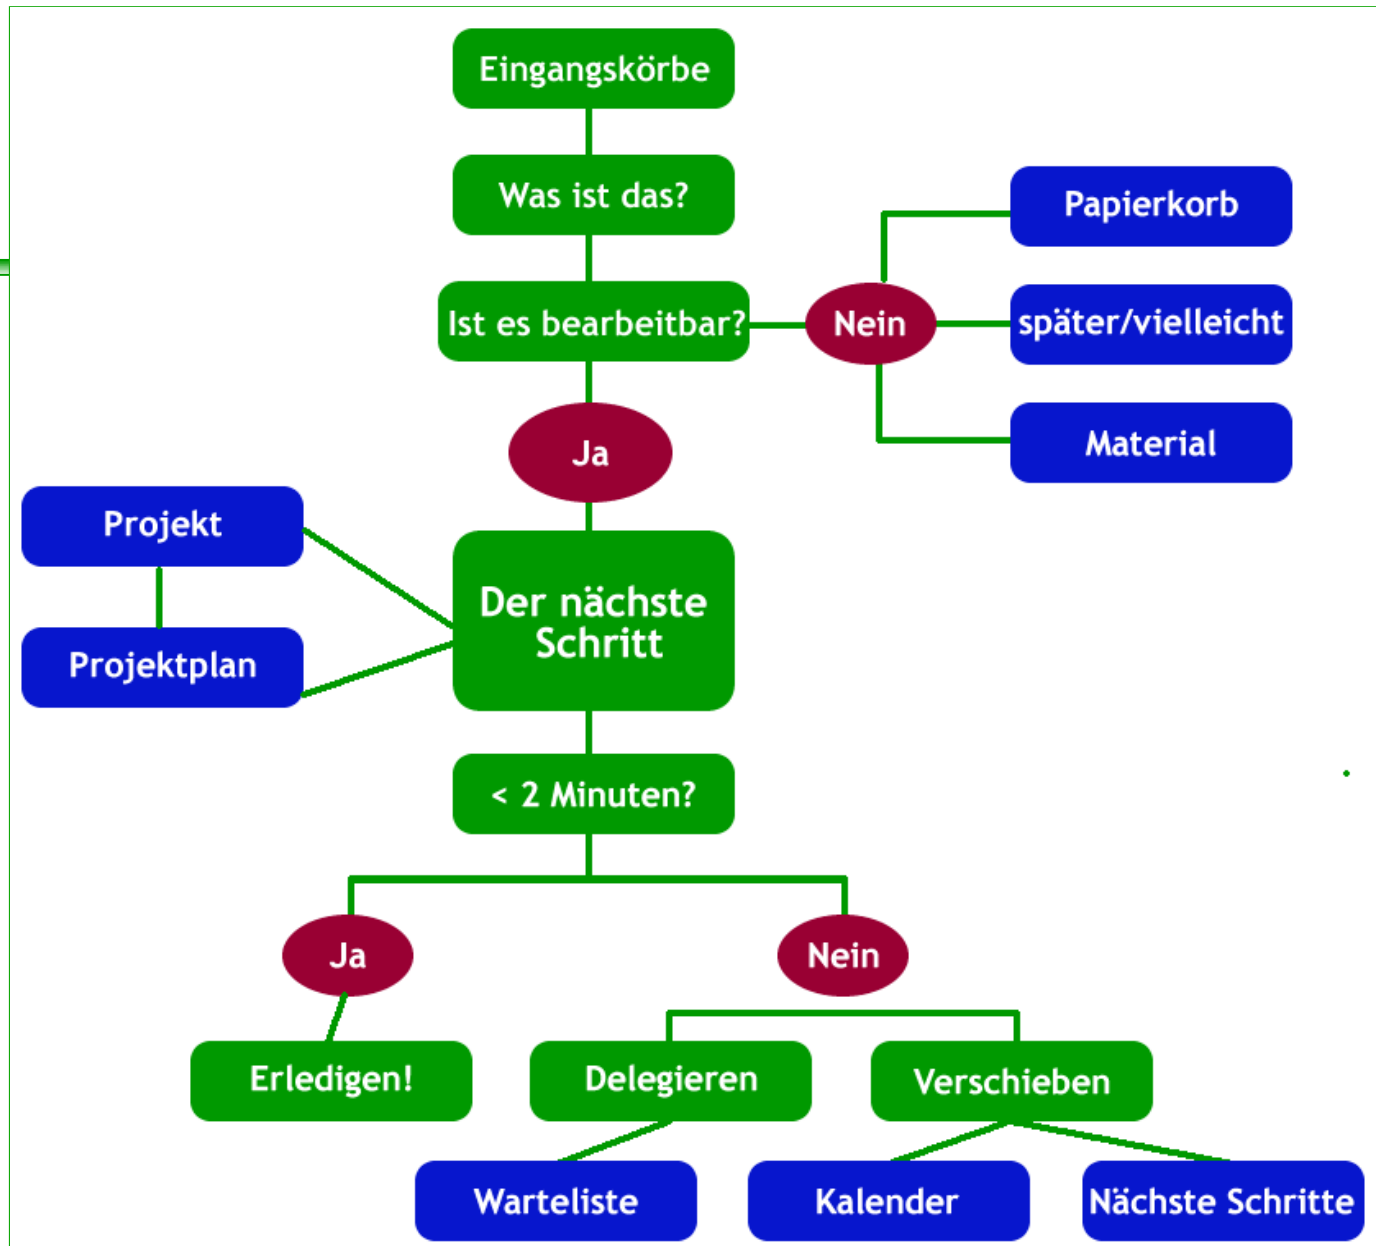 Eingangskörbe
Was ist das?
Ist es bearbeitbar?
Nein
Papierkorb
später/vielleicht
Material
Ja
Projekt
Projektplan
Der nächste
Schritt
< 2 Minuten?
Ja
Nein
Erledigen!
Delegieren
Verschieben
Warteliste
Kalender
Nächste Schritte